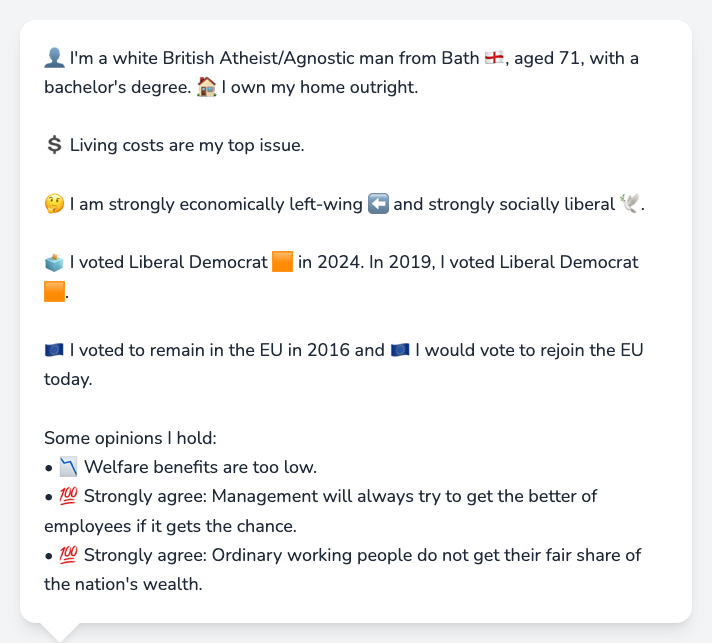 👤 I'm a white British Atheist/Agnostic man from Bath 🏴󠁧󠁢󠁥󠁮󠁧󠁿, aged 71, with a
bachelor's degree. 🏠 I own my home outright.
💲 Living costs are my top issue.
🤔 I am strongly economically left-wing ⬅️ and strongly socially liberal 🕊️.
🗳️ I voted Liberal Democrat 🟧 in 2024. In 2019, I voted Liberal Democrat
🟧.
🇪🇺 I voted to remain in the EU in 2016 and 🇪🇺 I would vote to rejoin the EU
today.
Some opinions I hold:
• 📉 Welfare benefits are too low.
• 💯 Strongly agree: Management will always try to get the better of
employees if it gets the chance.
• 💯 Strongly agree: Ordinary working people do not get their fair share of
the nation's wealth.